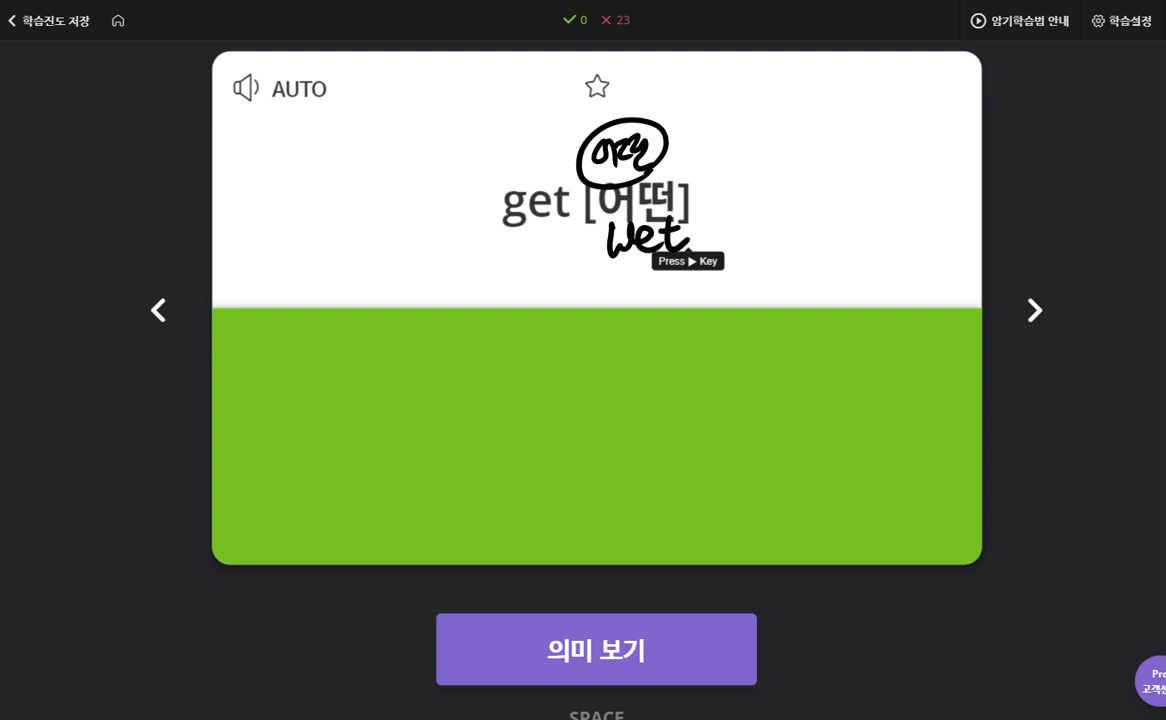 학습진도 저장 0 23 암기학습법 안내 학습설정
AUTO
get [어떤]
wet
Press ▶ Key
의미 보기
SPACE